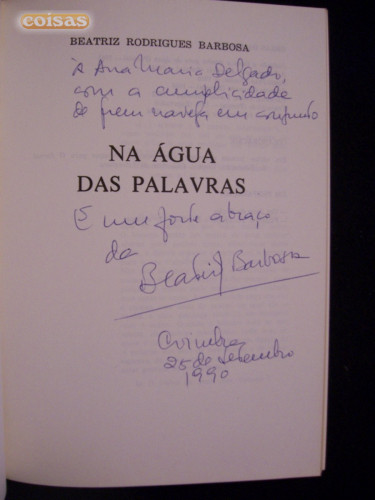 coisas
BEATRIZ RODRIGUES BARBOSA
À Ana Maria Delgado,
com a cumplicidade
de quem navega em conjunto
NA ÁGUA
DAS PALAVRAS
E um forte abraço
da
Beatriz Barbosa
Coimbra
25 de Setembro
1990